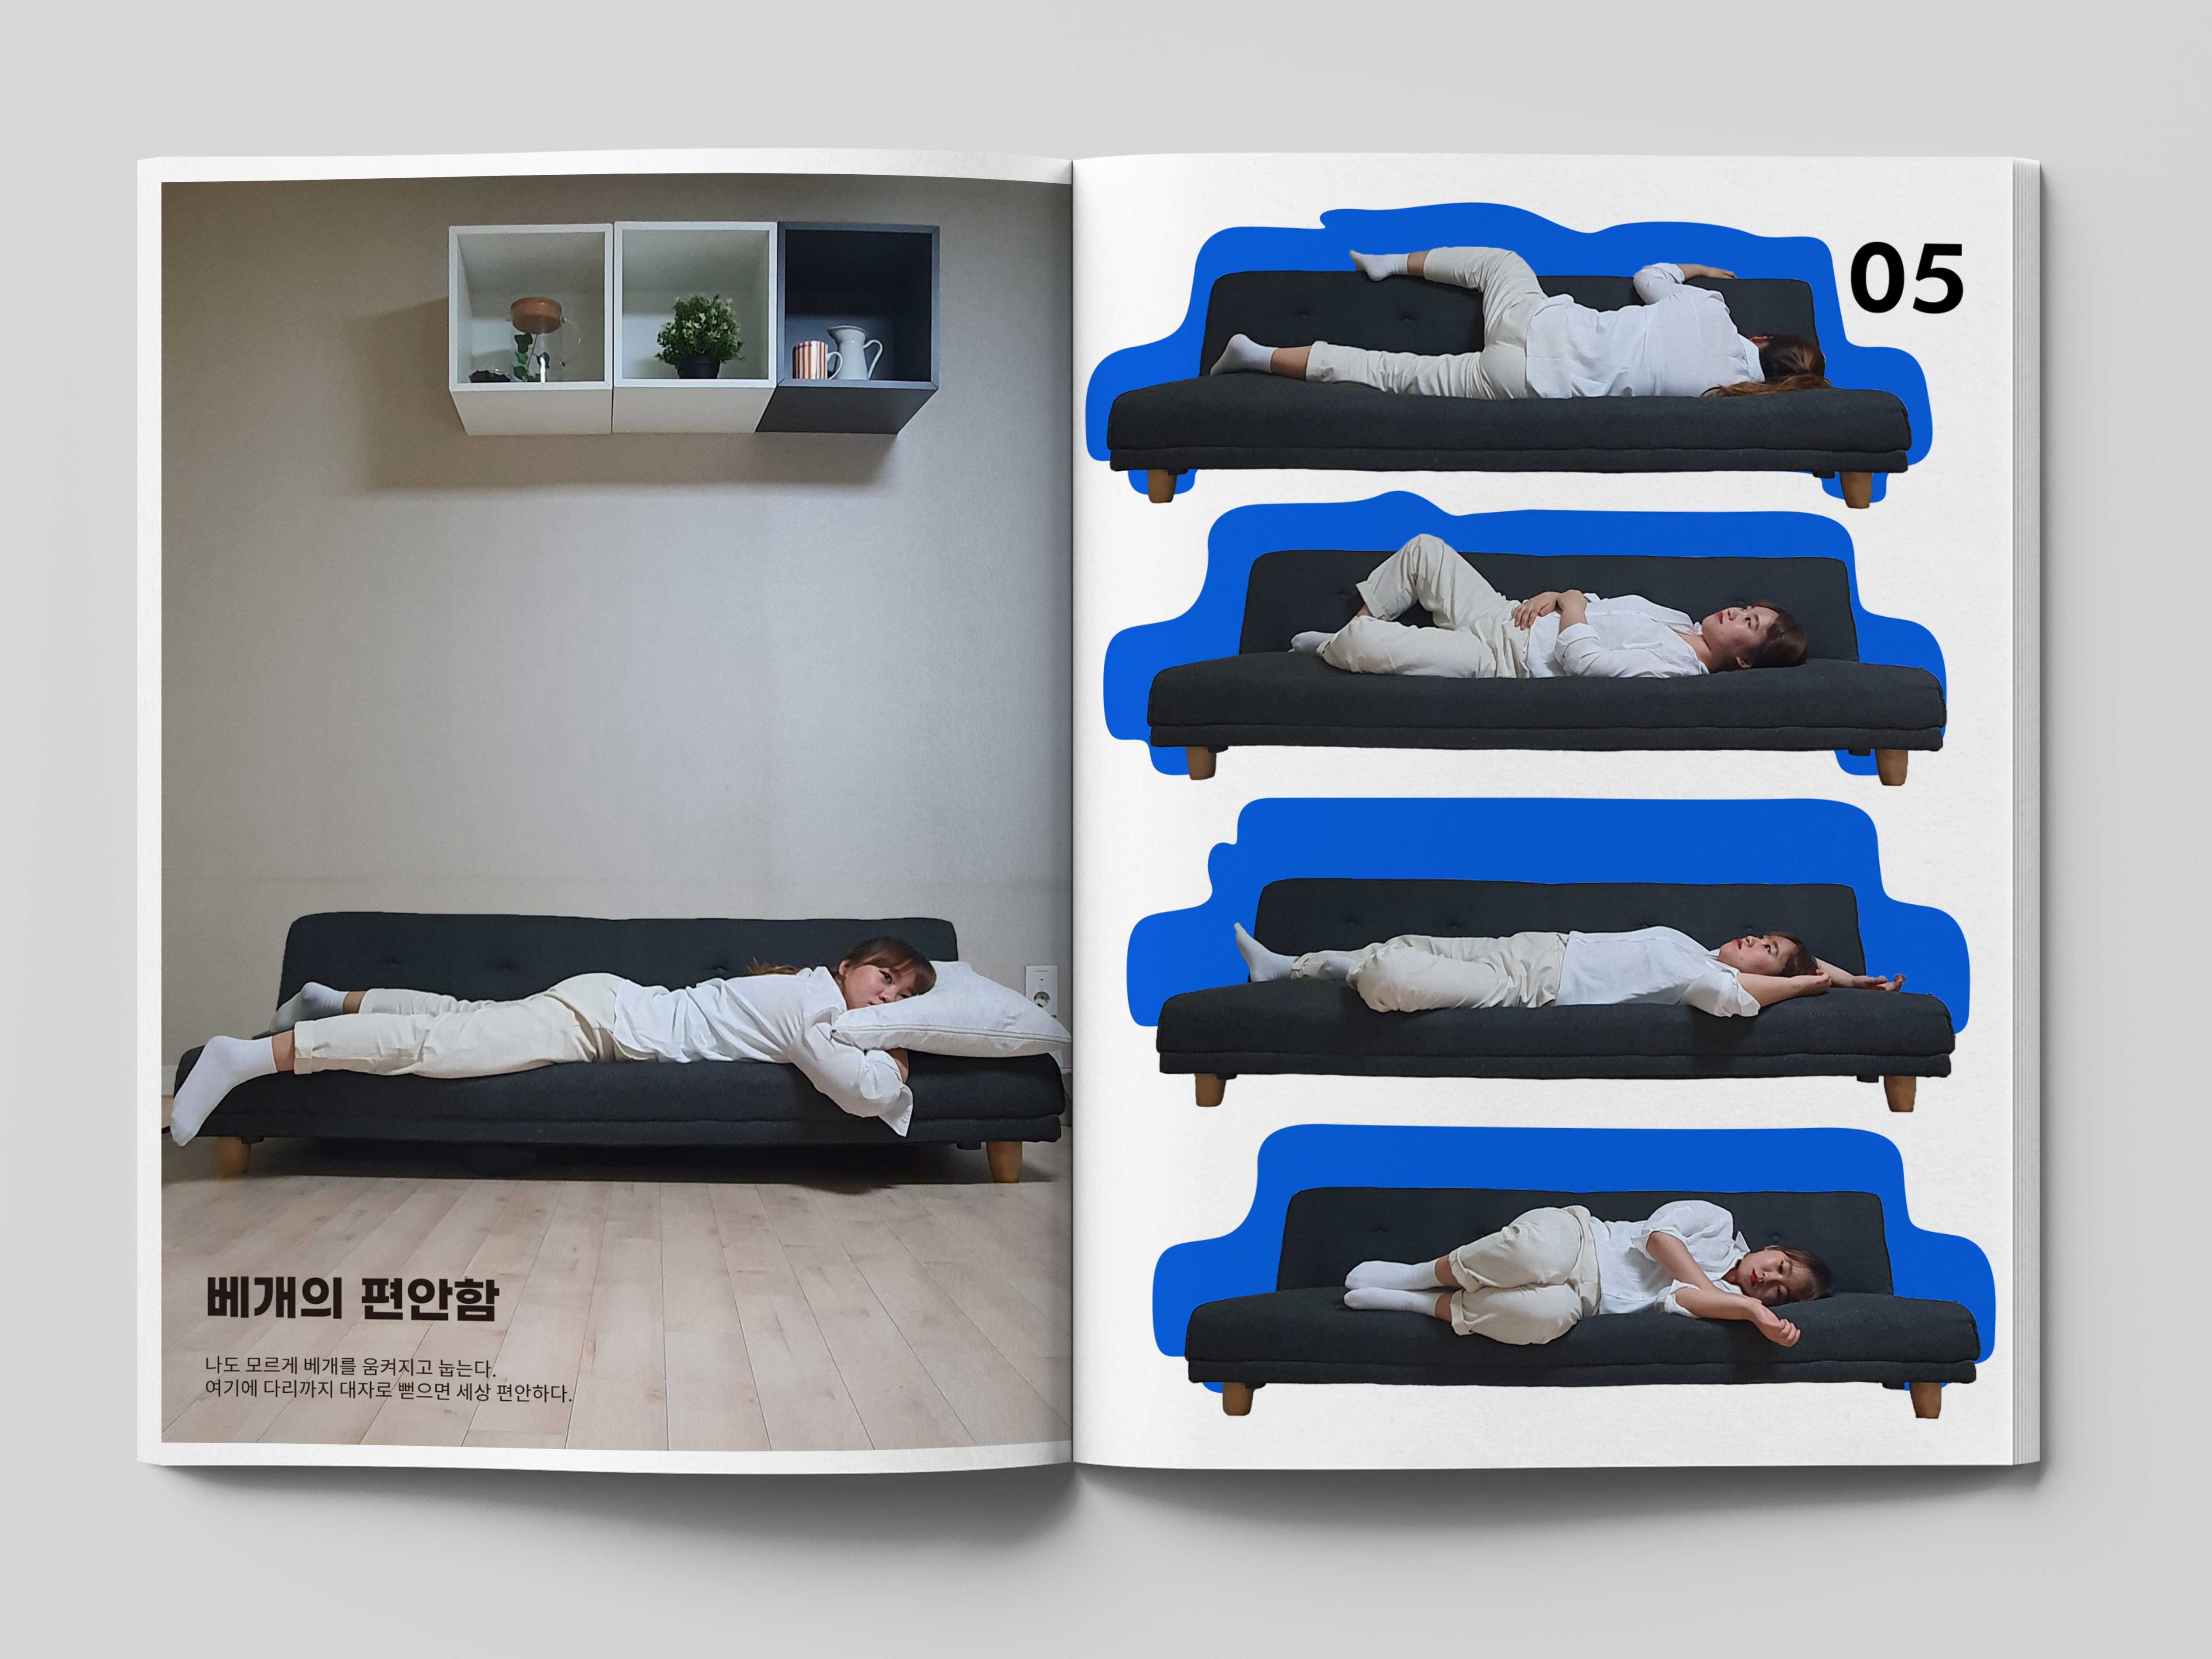 베개의 편안함
나도 모르게 베개를 움켜지고 눕는다.
여기에 다리까지 대자로 뻗으면 세상 편안하다.
05